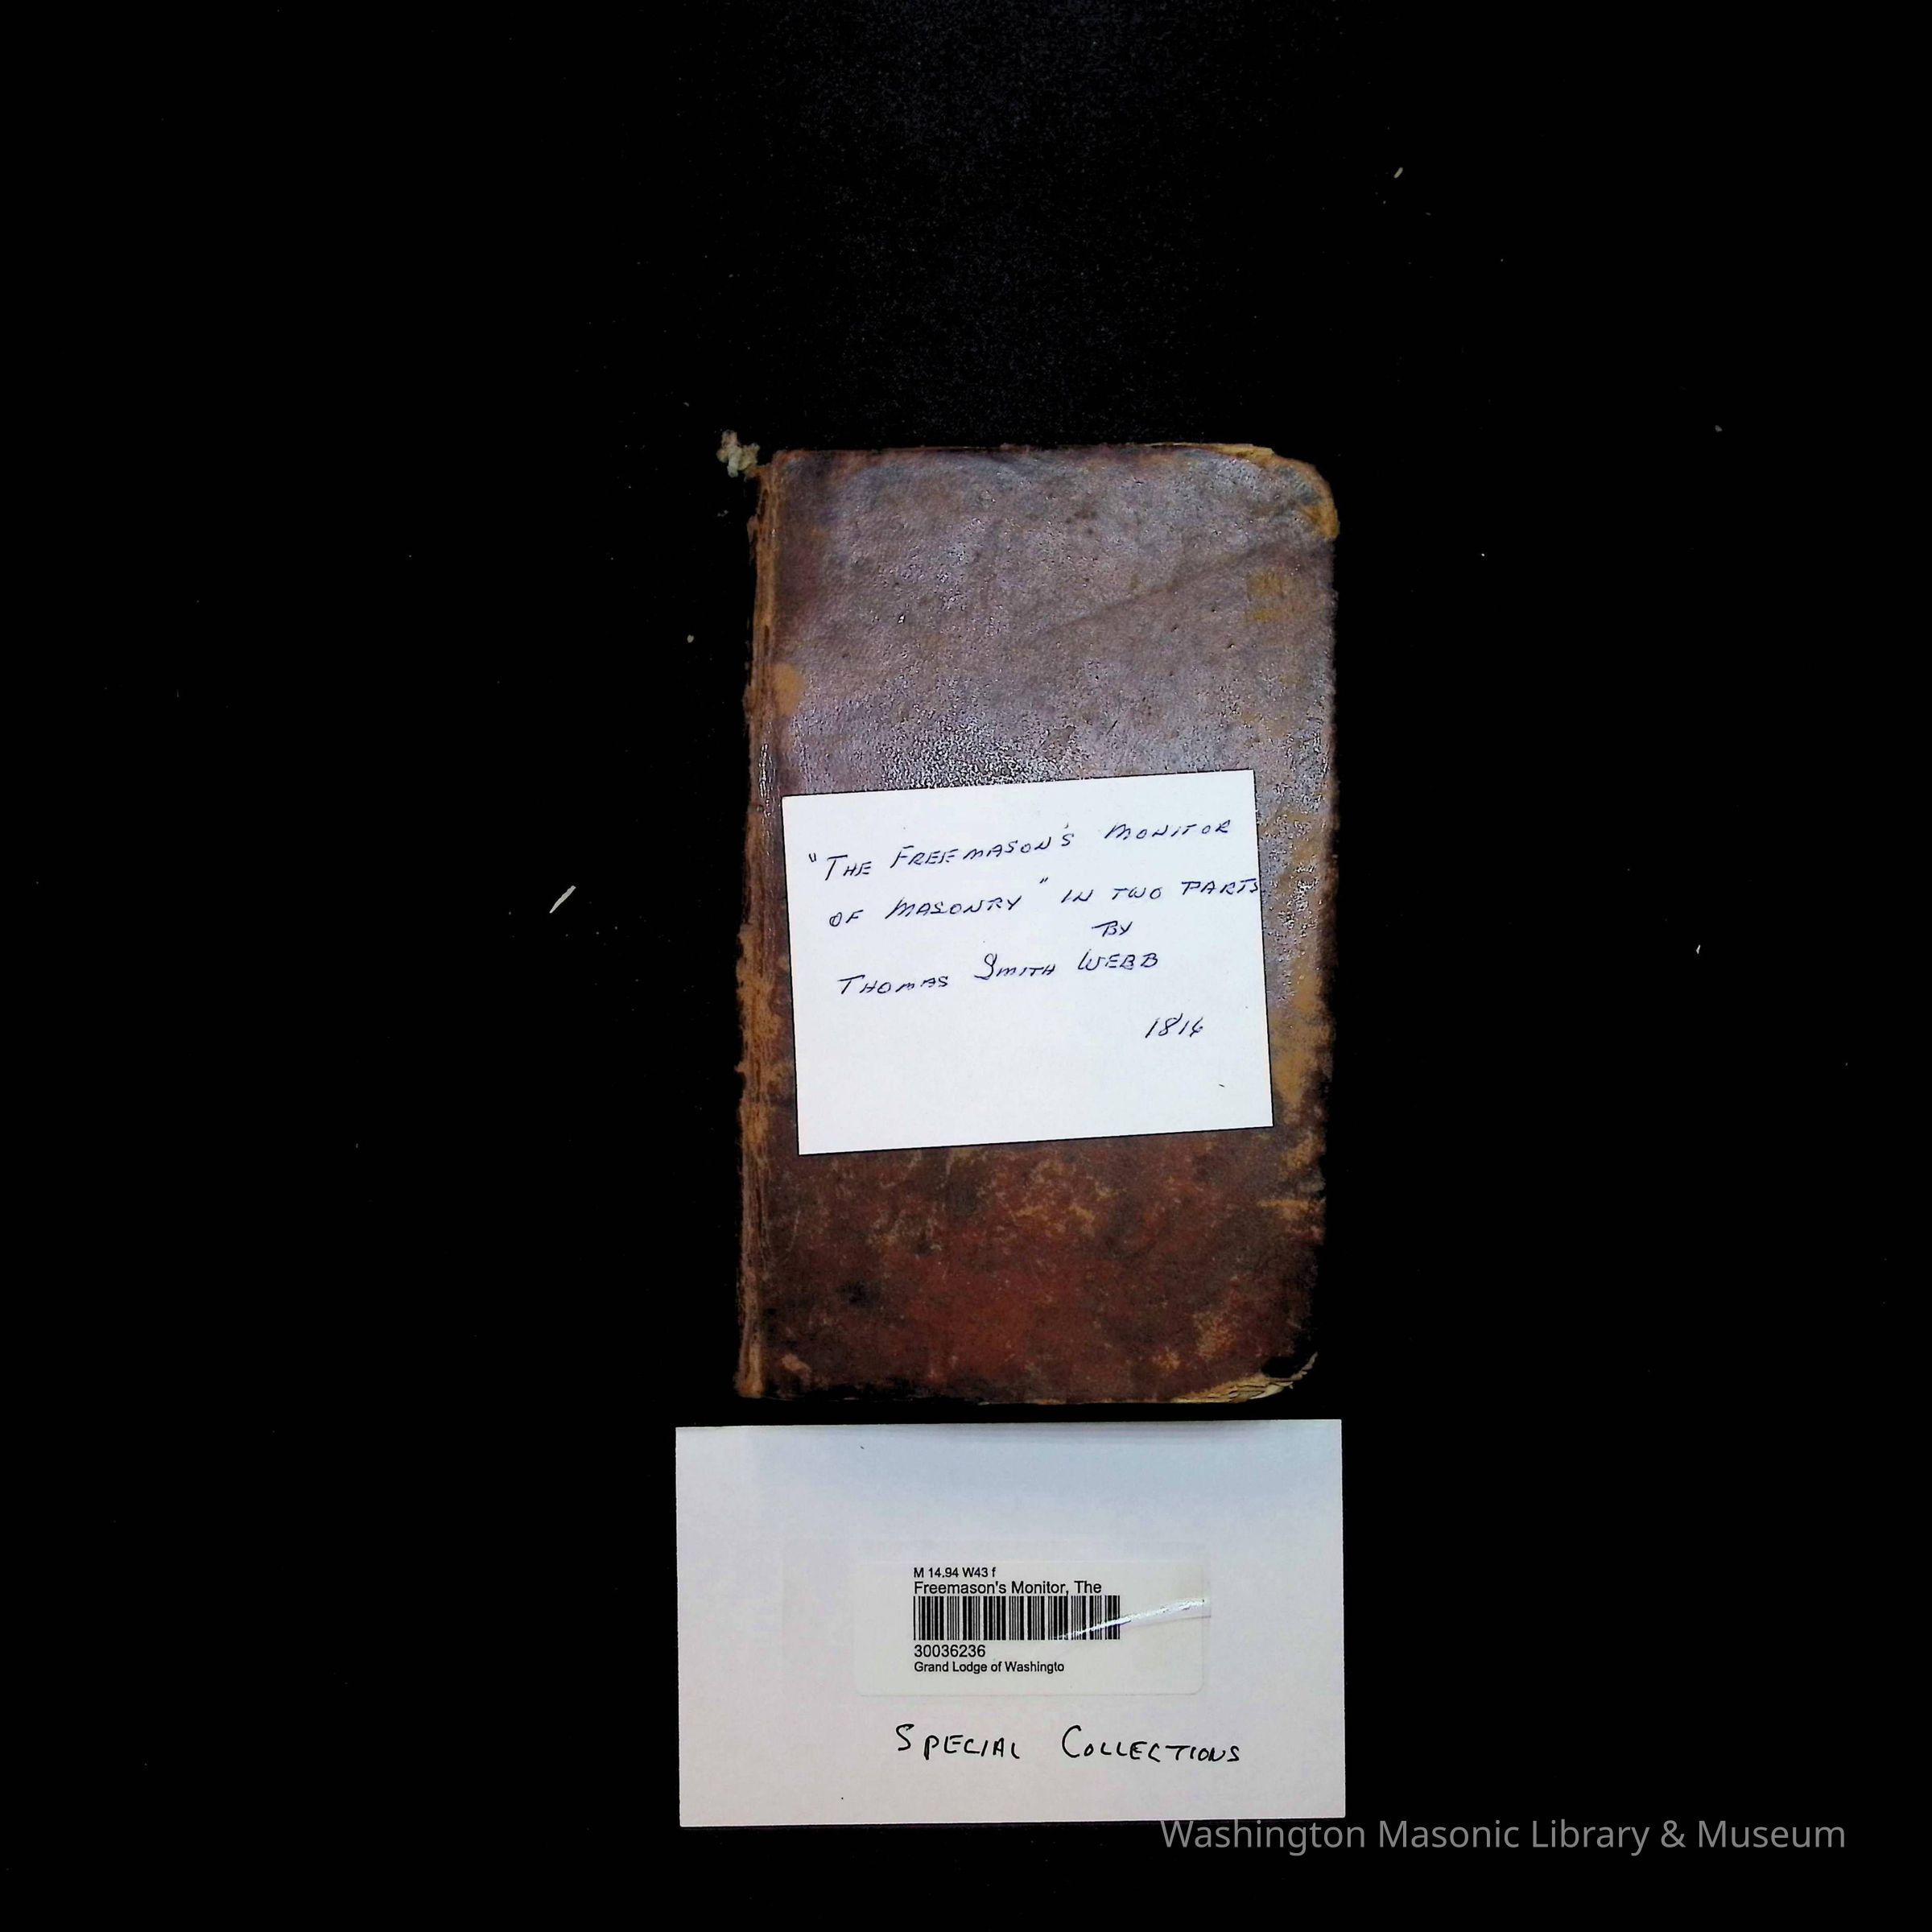 "THE FREEMASON'S MONITOR
OF MASONRY" IN TWO PARTS
BY
THOMAS SMITH WEBB
1816
M 14.94 W43 f
Freemason's Monitor, The
30036236
Grand Lodge of Washingto
SPECIAL COLLECTIONS
Washington Masonic Library & Museum